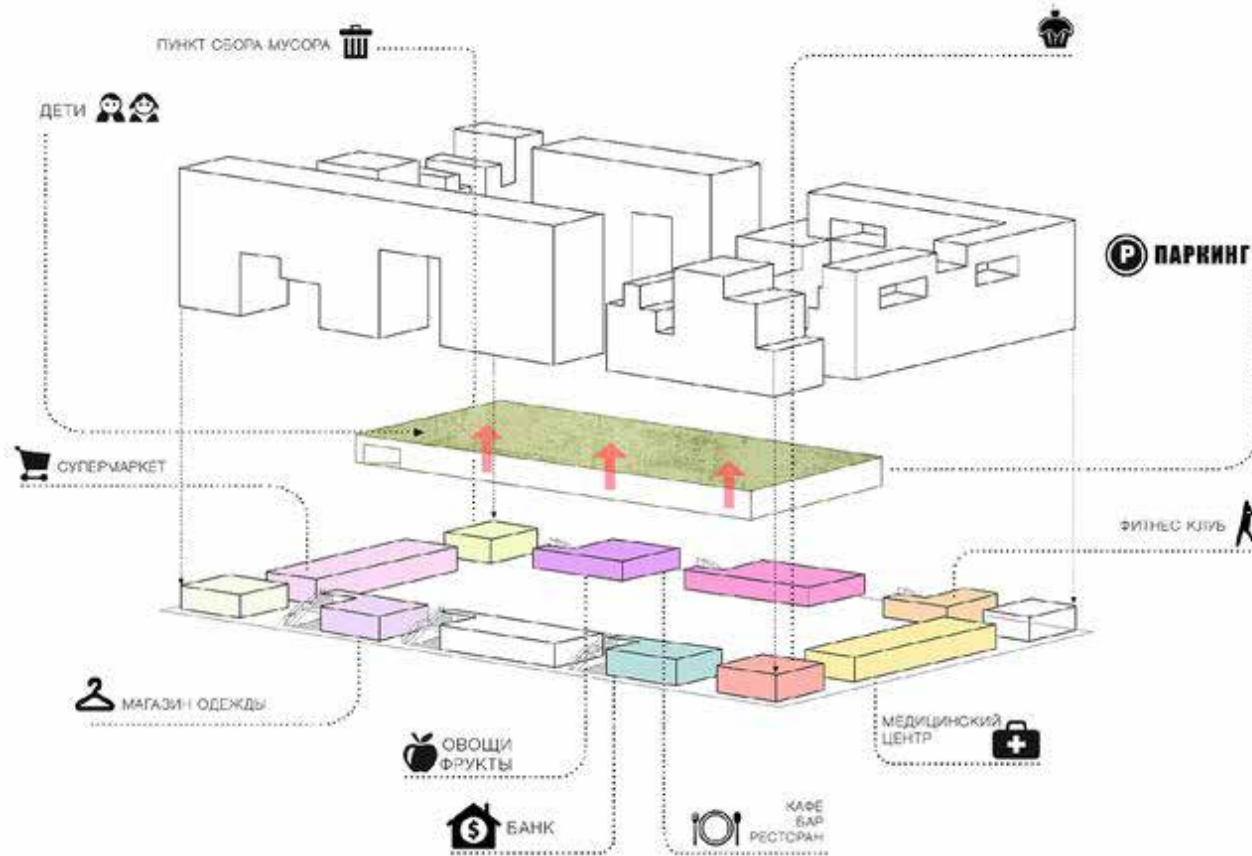 ПУНКТ СБОРА МУСОРА
ДЕТИ
P ПАРКИНГ
СУПЕРМАРКЕТ
ФИТНЕС КЛУБ
МАГАЗИН ОДЕЖДЫ
ОВОЩИ
ФРУКТЫ
МЕДИЦИНСКИЙ
ЦЕНТР
$ БАНК
КАФЕ
БАР
РЕСТОРАН